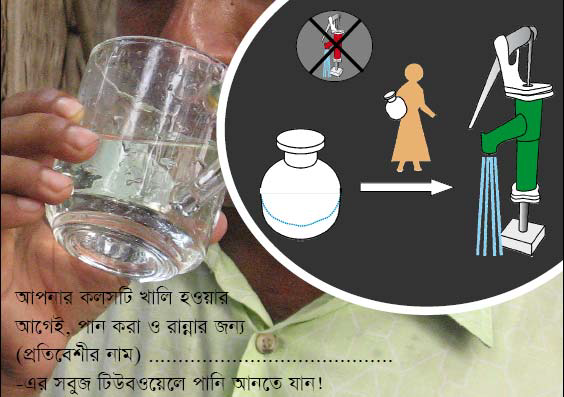 আপনার কলসটি খালি হওয়ার
আগেই, পান করা ও রান্নার জন্য
(প্রতিবেশীর নাম) ..........................................
-এর সবুজ টিউবওয়েলে পানি আনতে যান!